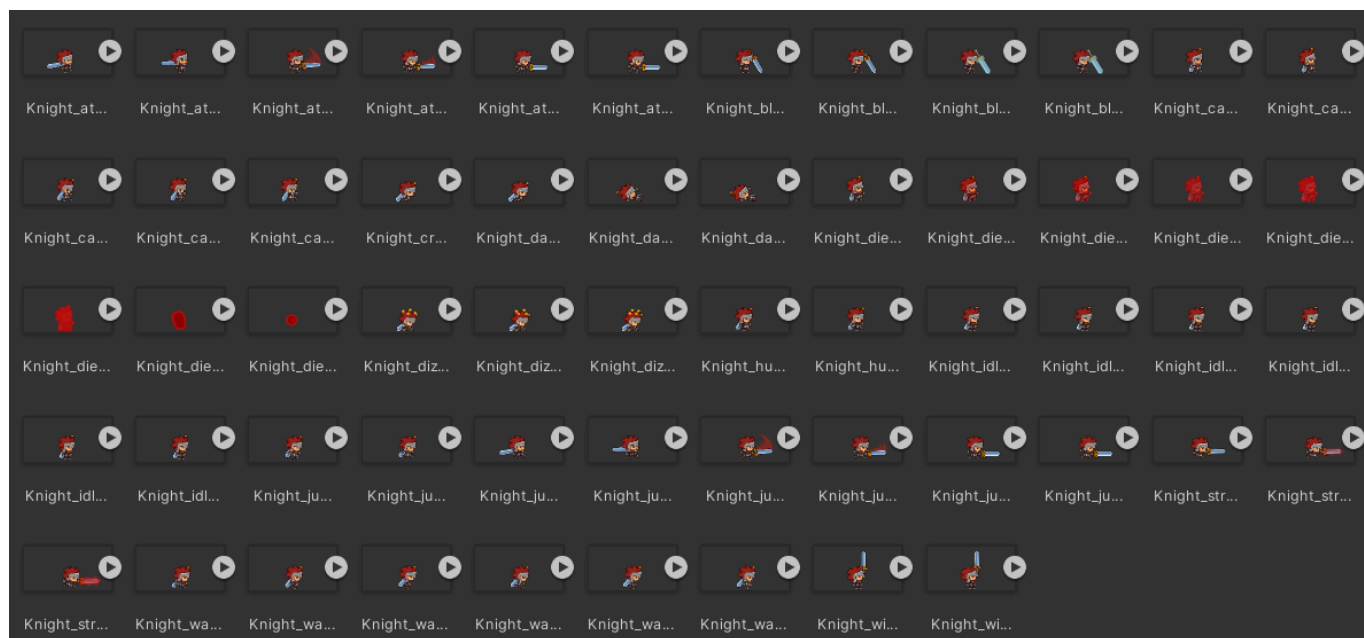 Knight_at... Knight_at... Knight_at... Knight_at... Knight_at... Knight_at... Knight_bl... Knight_bl... Knight_bl... Knight_bl... Knight_ca... Knight_ca...
Knight_ca... Knight_ca... Knight_ca... Knight_cr... Knight_da... Knight_da... Knight_da... Knight_die... Knight_die... Knight_die... Knight_die... Knight_die...
Knight_die... Knight_die... Knight_die... Knight_diz... Knight_diz... Knight_diz... Knight_hu... Knight_hu... Knight_idl... Knight_idl... Knight_idl... Knight_idl...
Knight_idl... Knight_idl... Knight_ju... Knight_ju... Knight_ju... Knight_ju... Knight_ju... Knight_ju... Knight_ju... Knight_ju... Knight_str... Knight_str...
Knight_str... Knight_wa... Knight_wa... Knight_wa... Knight_wa... Knight_wa... Knight_wa... Knight_wi... Knight_wi...